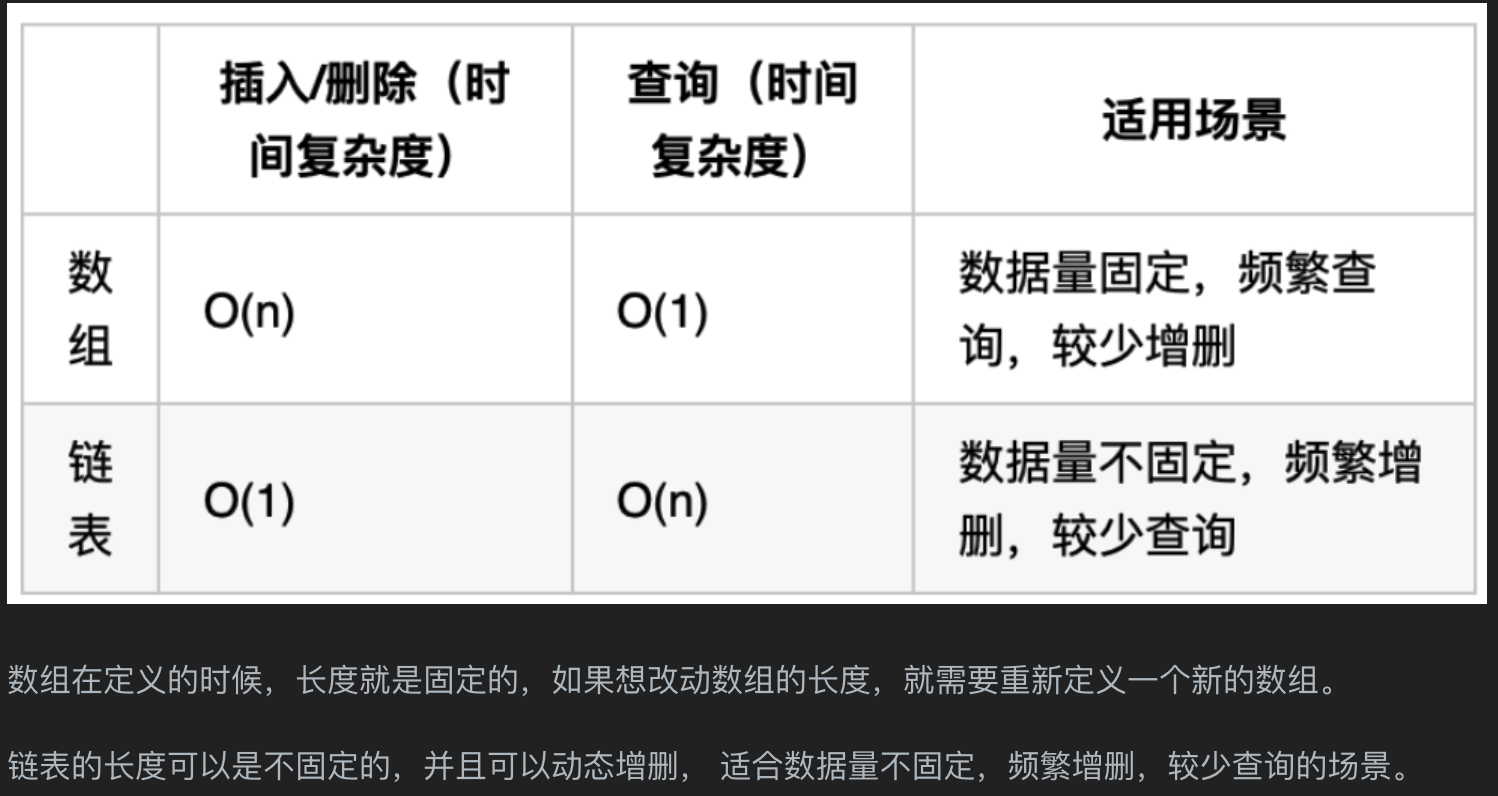 插入/删除（时
间复杂度）
查询（时间
复杂度）
适用场景
数
组
O(n)
O(1)
数据量固定，频繁查
询，较少增删
链
表
O(1)
O(n)
数据量不固定，频繁增
删，较少查询
数组在定义的时候，长度就是固定的，如果想改动数组的长度，就需要重新定义一个新的数组。
链表的长度可以是不固定的，并且可以动态增删， 适合数据量不固定，频繁增删，较少查询的场景。